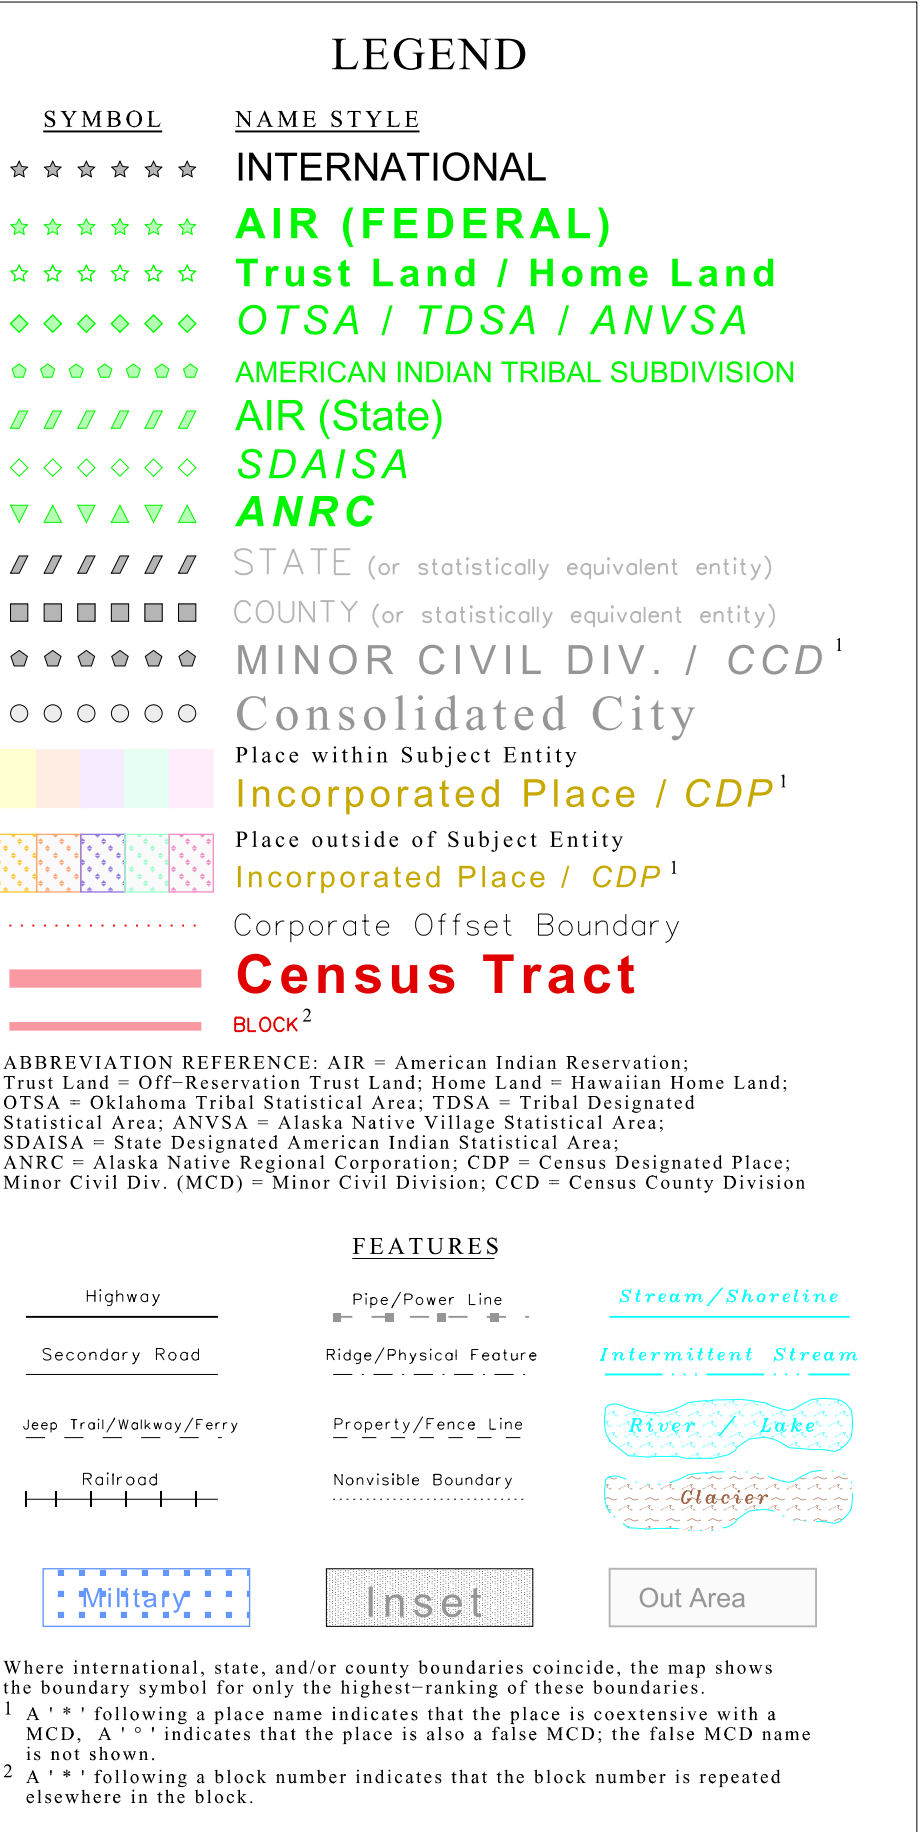 LEGEND
SYMBOL NAME STYLE
INTERNATIONAL
AIR (FEDERAL)
Trust Land / Home Land
OTSA / TDSA / ANVSA
AMERICAN INDIAN TRIBAL SUBDIVISION
AIR (State)
SDAISA
ANRC
STATE (or statistically equivalent entity)
COUNTY (or statistically equivalent entity)
MINOR CIVIL DIV. / CCD 1
Consolidated City
Place within Subject Entity
Incorporated Place / CDP 1
Place outside of Subject Entity
Incorporated Place / CDP 1
Corporate Offset Boundary
Census Tract
BLOCK 2
ABBREVIATION REFERENCE: AIR = American Indian Reservation;
Trust Land = Off−Reservation Trust Land; Home Land = Hawaiian Home Land;
OTSA = Oklahoma Tribal Statistical Area; TDSA = Tribal Designated
Statistical Area; ANVSA = Alaska Native Village Statistical Area;
SDAISA = State Designated American Indian Statistical Area;
ANRC = Alaska Native Regional Corporation; CDP = Census Designated Place;
Minor Civil Div. (MCD) = Minor Civil Division; CCD = Census County Division
FEATURES
Highway Pipe/Power Line Stream/Shoreline
Secondary Road Ridge/Physical Feature Intermittent Stream
Jeep Trail/Walkway/Ferry Property/Fence Line River / Lake
Railroad Nonvisible Boundary Glacier
Military Inset Out Area
Where international, state, and/or county boundaries coincide, the map shows
the boundary symbol for only the highest−ranking of these boundaries.
1 A ' * ' following a place name indicates that the place is coextensive with a
MCD, A ' ° ' indicates that the place is also a false MCD; the false MCD name
is not shown.
2 A ' * ' following a block number indicates that the block number is repeated
elsewhere in the block.